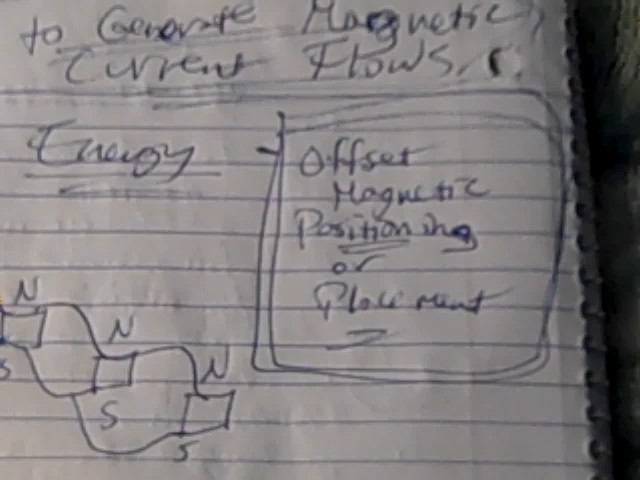 to Generate Magnetic
Current Flows.
Energy
Offset
Magnetic
Positioning
or
Placement
N
N
N
S
S
S